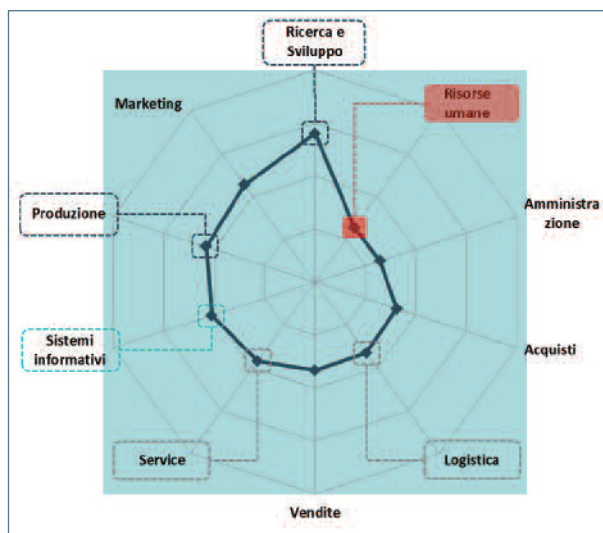 Ricerca e
Sviluppo
Marketing
Risorse
umane
Produzione
Amministra
zione
Sistemi
informativi
Acquisti
Service
Logistica
Vendite